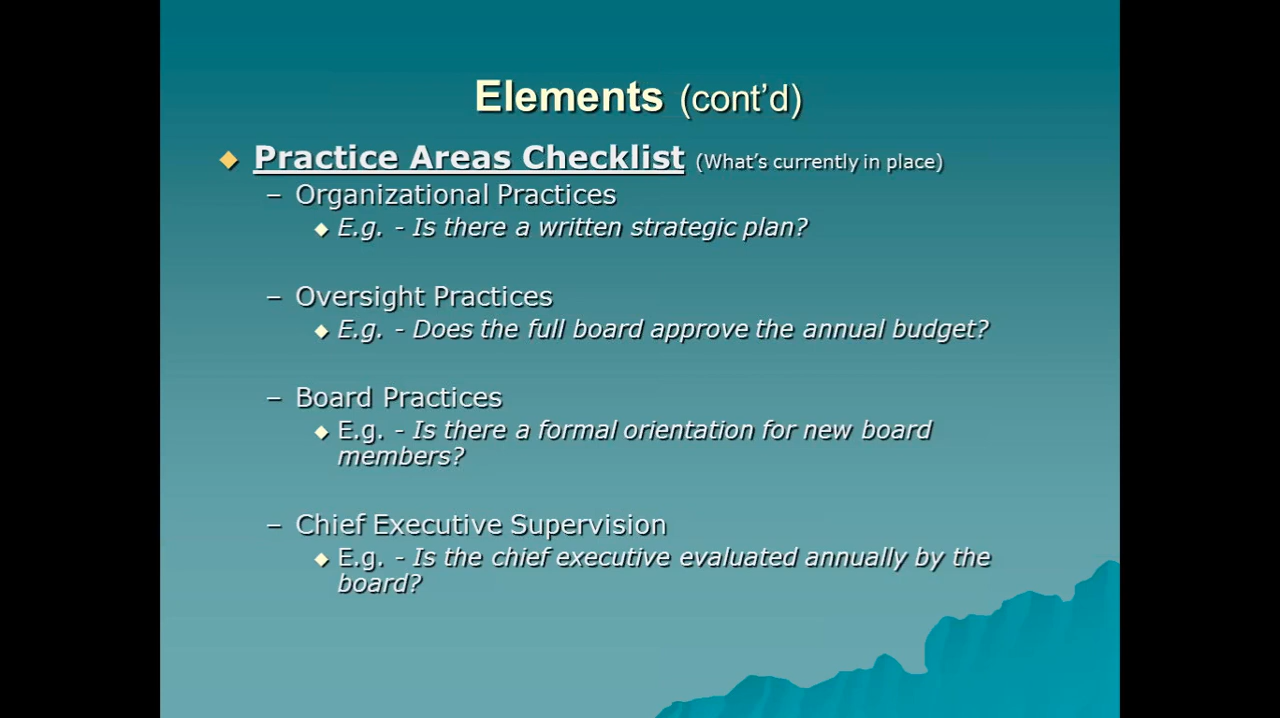 Elements (cont'd)
Practice Areas Checklist (What's currently in place)
– Organizational Practices
E.g. - Is there a written strategic plan?
– Oversight Practices
E.g. - Does the full board approve the annual budget?
– Board Practices
E.g. - Is there a formal orientation for new board
members?
– Chief Executive Supervision
E.g. - Is the chief executive evaluated annually by the
board?